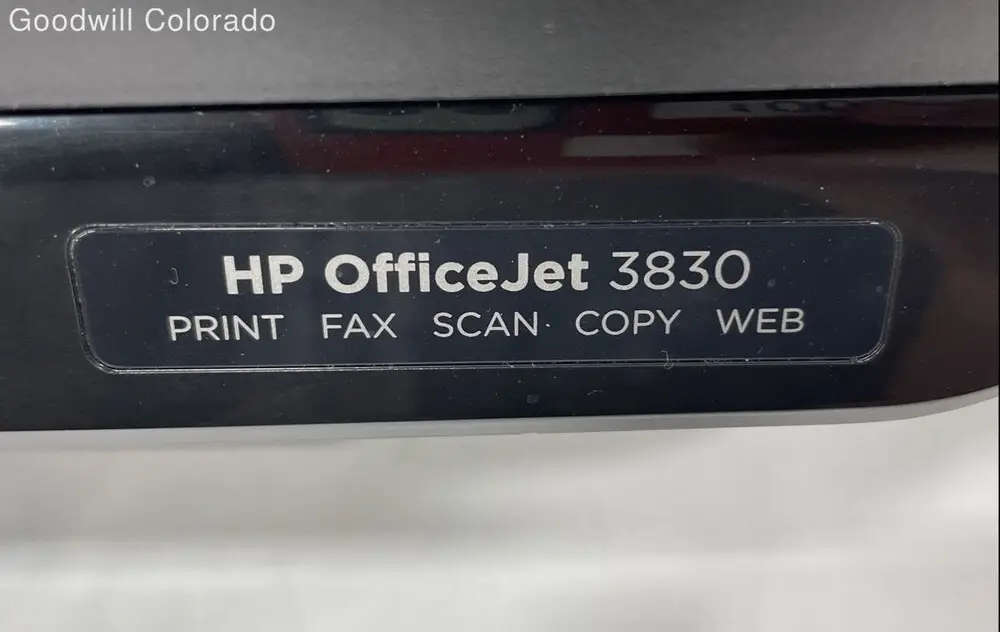 Goodwill Colorado
HP OfficeJet 3830
PRINT FAX SCAN COPY WEB